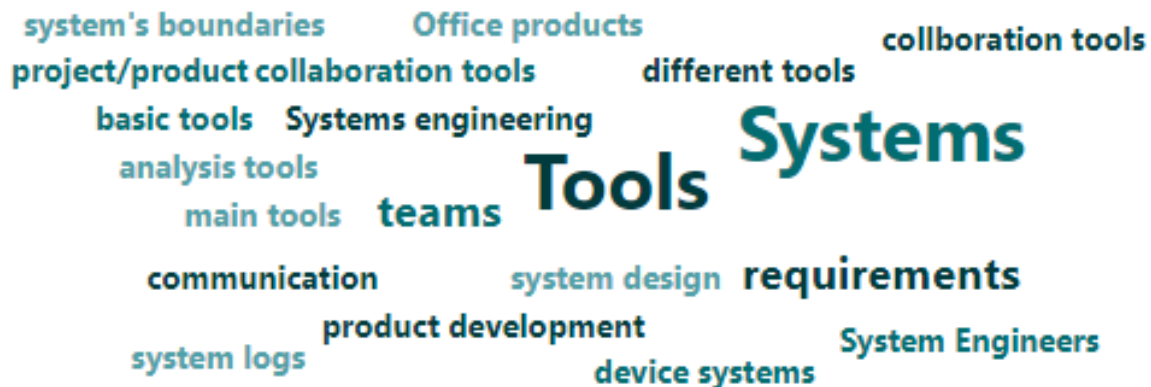 system's boundaries Office products
collboration tools
project/product collaboration tools different tools
basic tools Systems engineering
Systems
analysis tools
Tools
main tools teams
communication system design requirements
product development
System Engineers
system logs
device systems